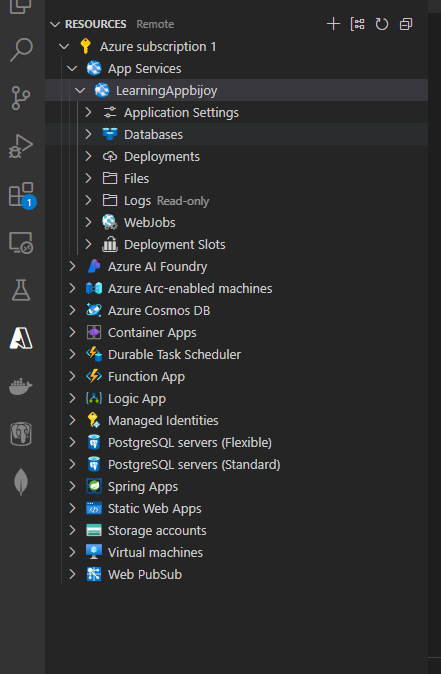 RESOURCES Remote
Azure subscription 1
App Services
LearningAppbijoy
Application Settings
Databases
Deployments
Files
Logs Read-only
WebJobs
Deployment Slots
Azure AI Foundry
Azure Arc-enabled machines
Azure Cosmos DB
Container Apps
Durable Task Scheduler
Function App
Logic App
Managed Identities
PostgreSQL servers (Flexible)
PostgreSQL servers (Standard)
Spring Apps
Static Web Apps
Storage accounts
Virtual machines
Web PubSub
1